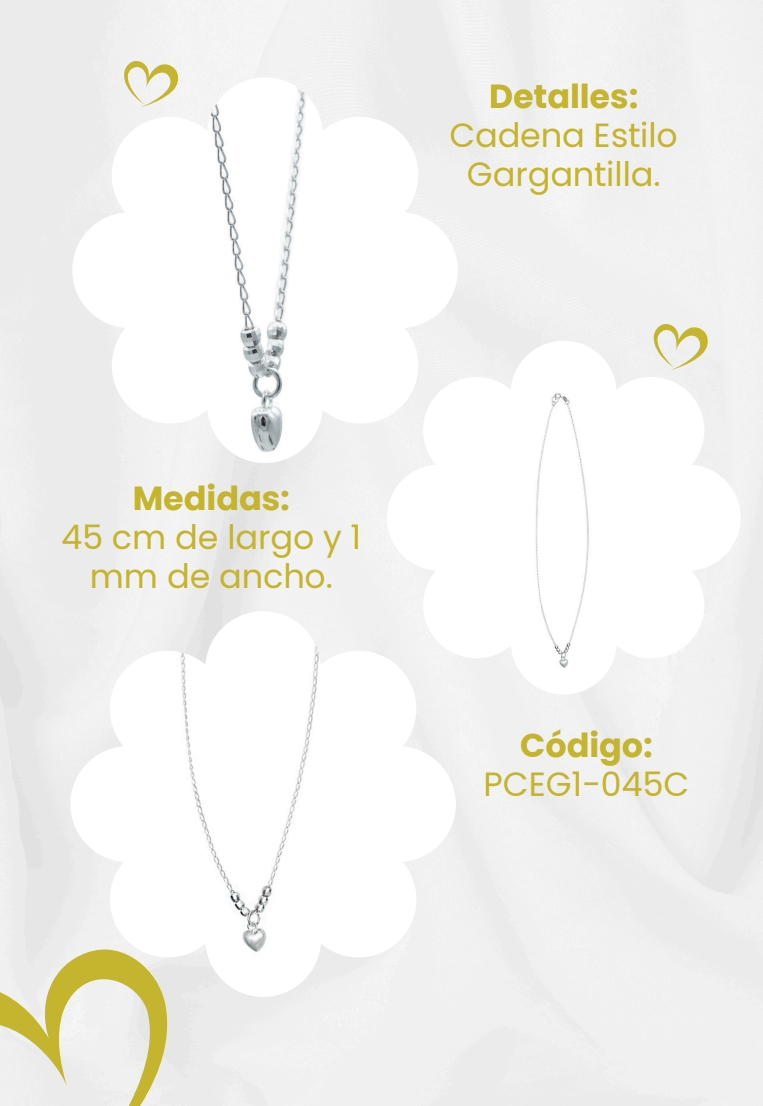 Detalles:
Cadena Estilo
Gargantilla.
Medidas:
45 cm de largo y 1
mm de ancho.
Código:
PCEG1-045C